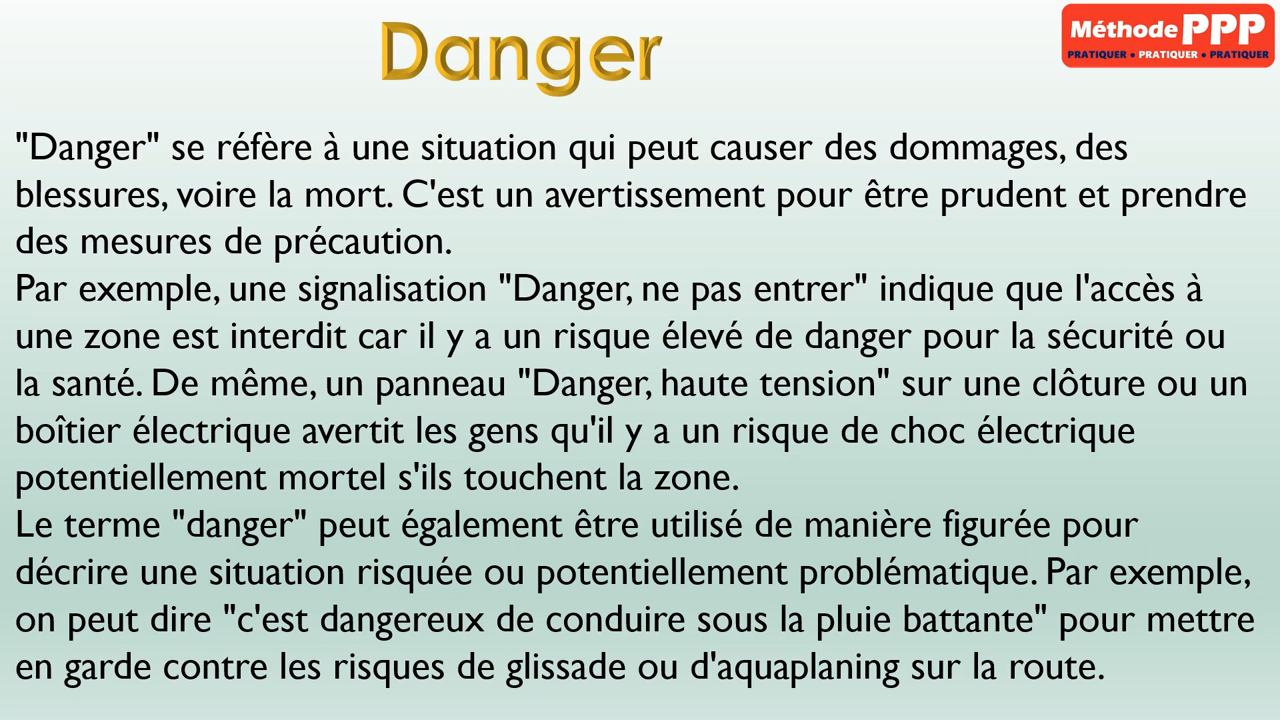 Danger
Méthode PPP
PRATIQUER • PRATIQUER • PRATIQUER
"Danger" se réfère à une situation qui peut causer des dommages, des
blessures, voire la mort. C'est un avertissement pour être prudent et prendre
des mesures de précaution.
Par exemple, une signalisation "Danger, ne pas entrer" indique que l'accès à
une zone est interdit car il y a un risque élevé de danger pour la sécurité ou
la santé. De même, un panneau "Danger, haute tension" sur une clôture ou un
boîtier électrique avertit les gens qu'il y a un risque de choc électrique
potentiellement mortel s'ils touchent la zone.
Le terme "danger" peut également être utilisé de manière figurée pour
décrire une situation risquée ou potentiellement problématique. Par exemple,
on peut dire "c'est dangereux de conduire sous la pluie battante" pour mettre
en garde contre les risques de glissade ou d'aquaplaning sur la route.